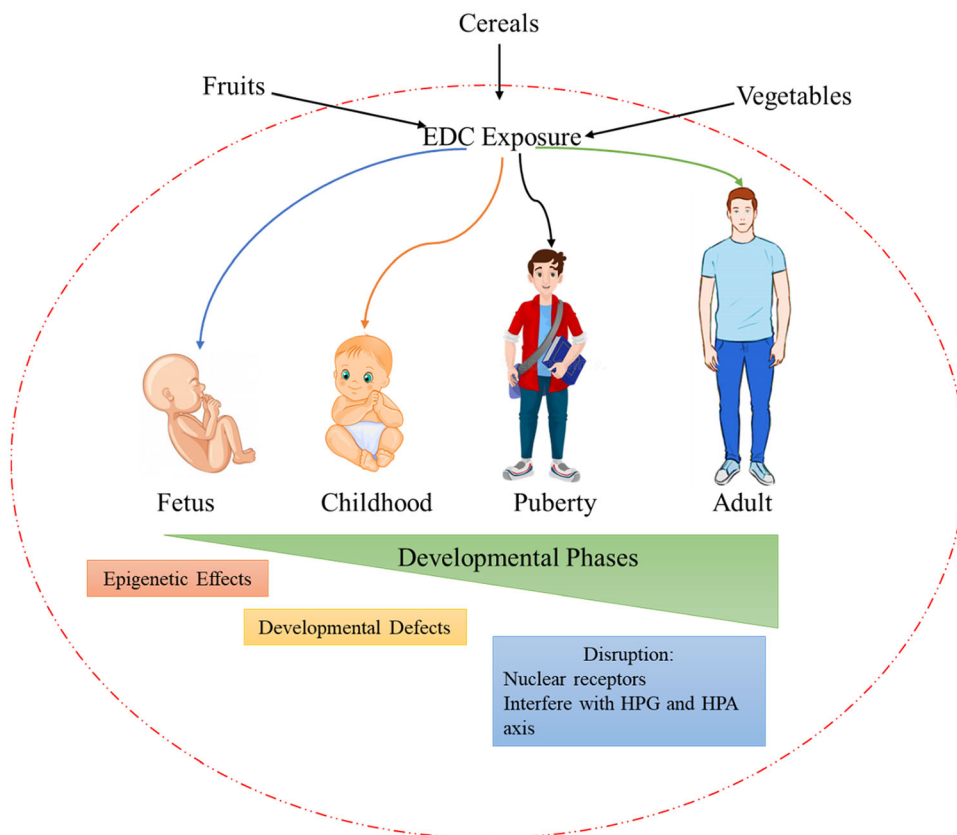 Cereals
Fruits
Vegetables
EDC Exposure
Fetus
Childhood
Puberty
Adult
Developmental Phases
Epigenetic Effects
Developmental Defects
Disruption:
Nuclear receptors
Interfere with HPG and HPA
axis